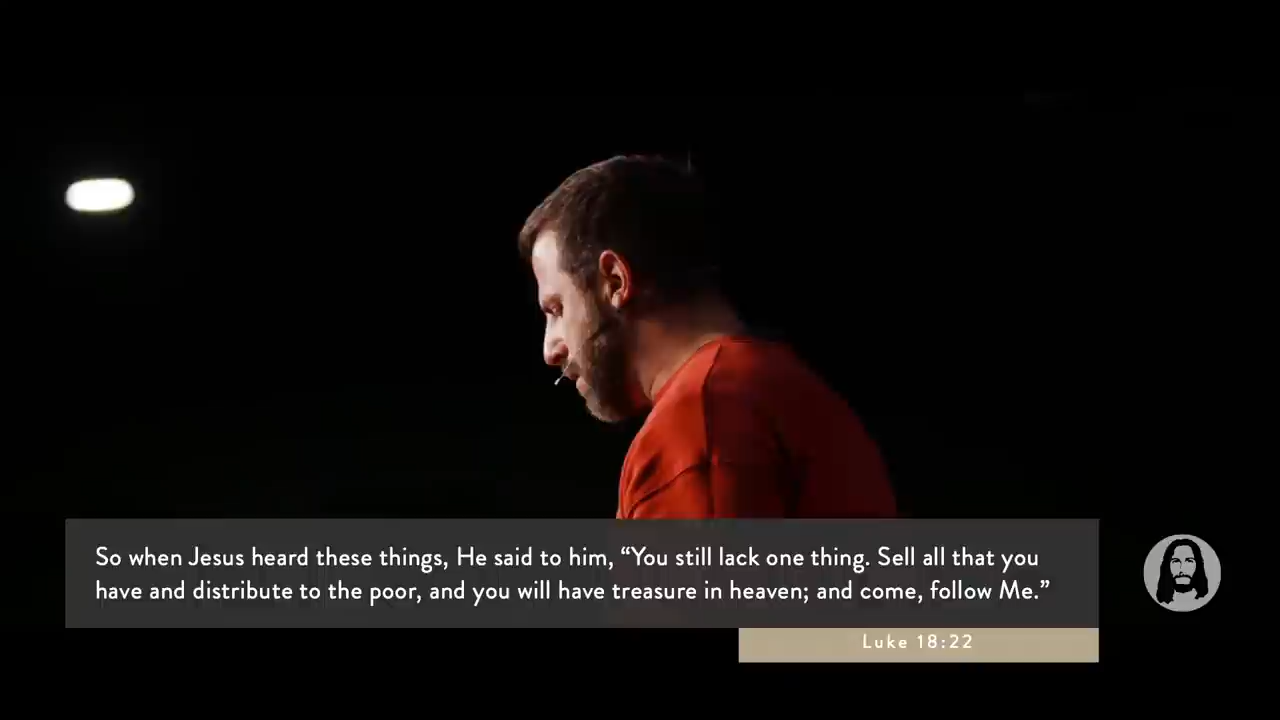 So when Jesus heard these things, He said to him, “You still lack one thing. Sell all that you
have and distribute to the poor, and you will have treasure in heaven; and come, follow Me.”
Luke 18:22